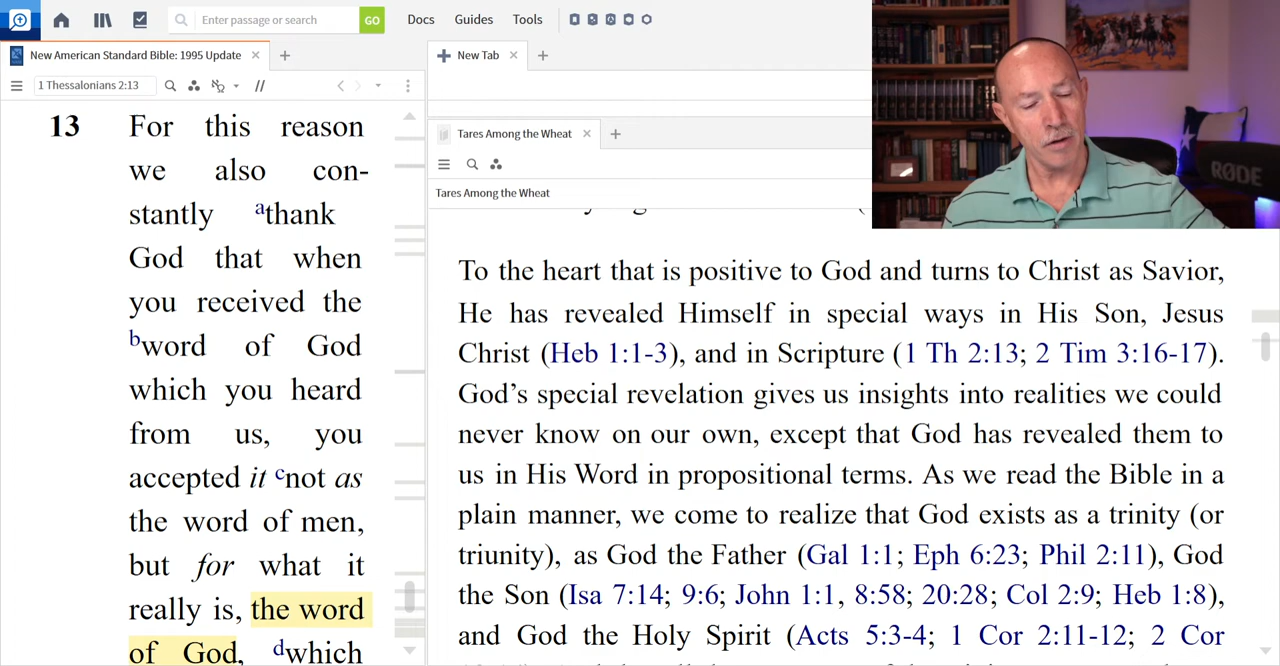 Enter passage or search
GO
Docs
Guides
Tools
New American Standard Bible: 1995 Update
New Tab
1 Thessalonians 2:13
13 For this reason
we also con-
stantly ᵃthank
God that when
you received the
ᵇword of God
which you heard
from us, you
accepted it ᶜnot as
the word of men,
but for what it
really is, the word
of God, ᵈwhich
Tares Among the Wheat
Tares Among the Wheat
To the heart that is positive to God and turns to Christ as Savior,
He has revealed Himself in special ways in His Son, Jesus
Christ (Heb 1:1-3), and in Scripture (1 Th 2:13; 2 Tim 3:16-17).
God’s special revelation gives us insights into realities we could
never know on our own, except that God has revealed them to
us in His Word in propositional terms. As we read the Bible in a
plain manner, we come to realize that God exists as a trinity (or
triunity), as God the Father (Gal 1:1; Eph 6:23; Phil 2:11), God
the Son (Isa 7:14; 9:6; John 1:1, 8:58; 20:28; Col 2:9; Heb 1:8),
and God the Holy Spirit (Acts 5:3-4; 1 Cor 2:11-12; 2 Cor
RØDE